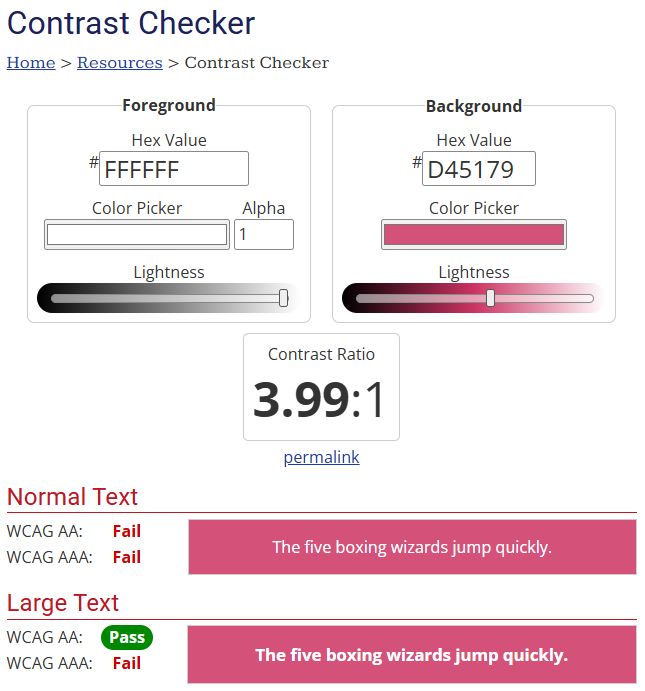 Contrast Checker
Home > Resources > Contrast Checker
Foreground
Hex Value
#FFFFFF
Color Picker
Alpha
1
Lightness
Background
Hex Value
#D45179
Color Picker
Lightness
Contrast Ratio
3.99:1
permalink
Normal Text
WCAG AA: Fail
WCAG AAA: Fail
The five boxing wizards jump quickly.
Large Text
WCAG AA: Pass
WCAG AAA: Fail
The five boxing wizards jump quickly.